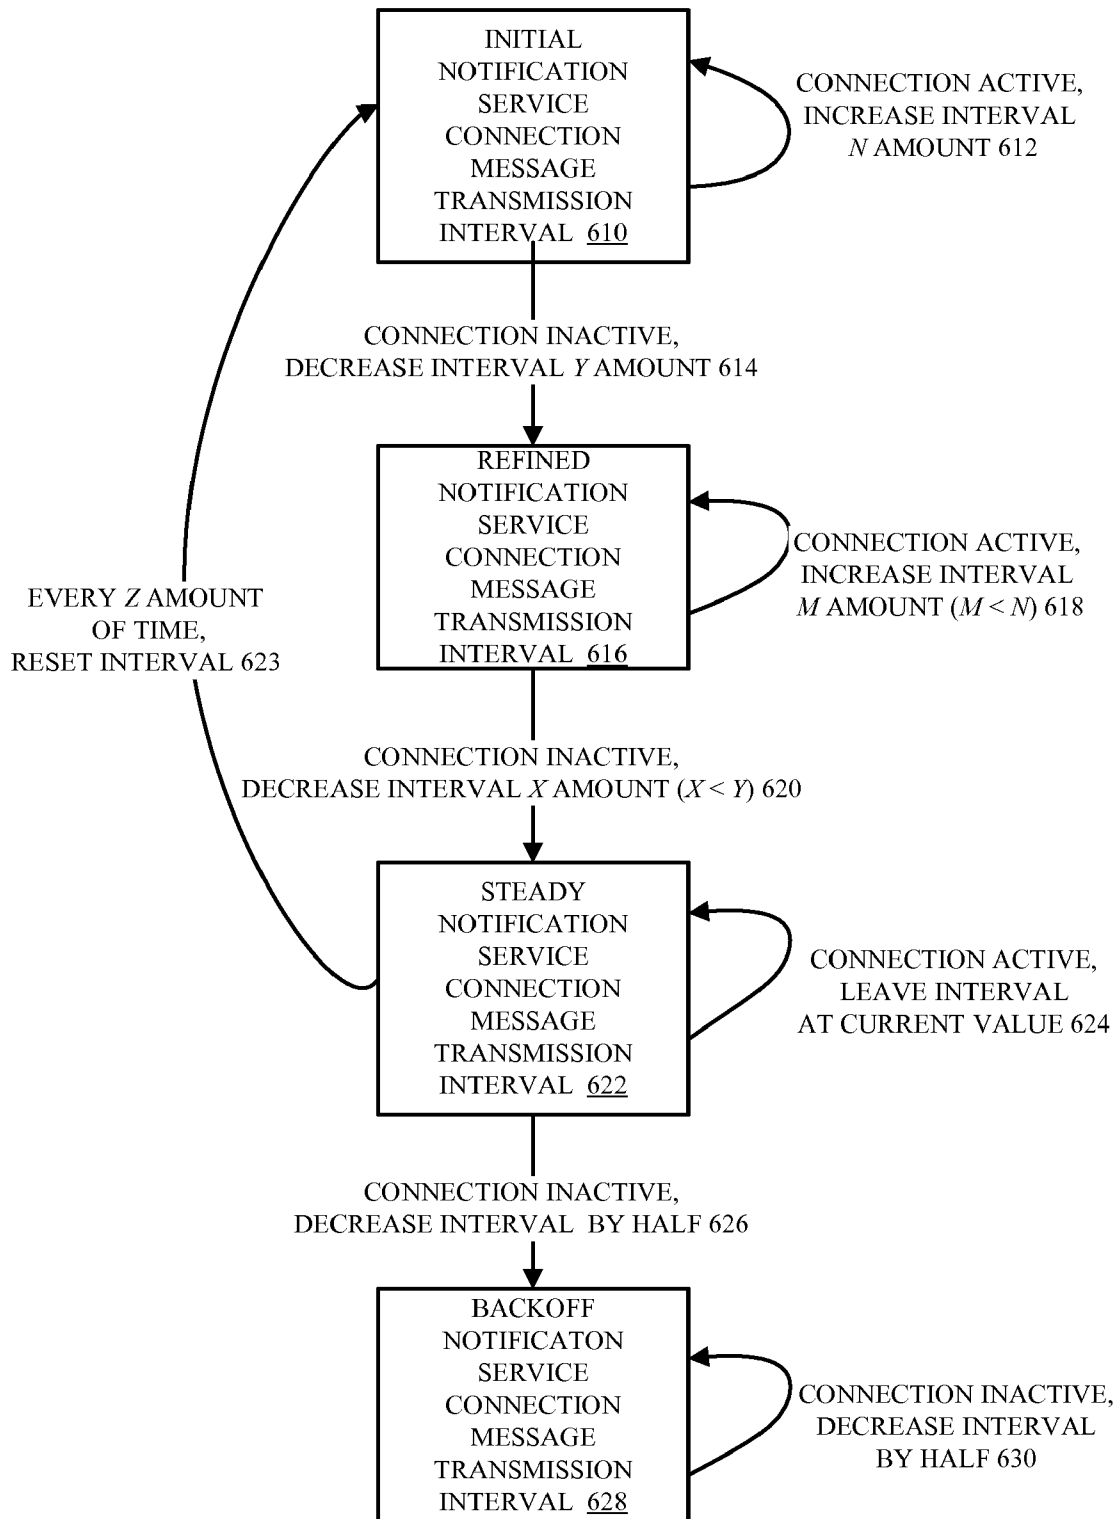 INITIAL
NOTIFICATION
SERVICE
CONNECTION
MESSAGE
TRANSMISSION
INTERVAL 610
CONNECTION ACTIVE,
INCREASE INTERVAL
N AMOUNT 612
CONNECTION INACTIVE,
DECREASE INTERVAL Y AMOUNT 614
REFINED
NOTIFICATION
SERVICE
CONNECTION
MESSAGE
TRANSMISSION
INTERVAL 616
CONNECTION ACTIVE,
INCREASE INTERVAL
M AMOUNT (M < N) 618
EVERY Z AMOUNT
OF TIME,
RESET INTERVAL 623
CONNECTION INACTIVE,
DECREASE INTERVAL X AMOUNT (X < Y) 620
STEADY
NOTIFICATION
SERVICE
CONNECTION
MESSAGE
TRANSMISSION
INTERVAL 622
CONNECTION ACTIVE,
LEAVE INTERVAL
AT CURRENT VALUE 624
CONNECTION INACTIVE,
DECREASE INTERVAL BY HALF 626
BACKOFF
NOTIFICATON
SERVICE
CONNECTION
MESSAGE
TRANSMISSION
INTERVAL 628
CONNECTION INACTIVE,
DECREASE INTERVAL
BY HALF 630